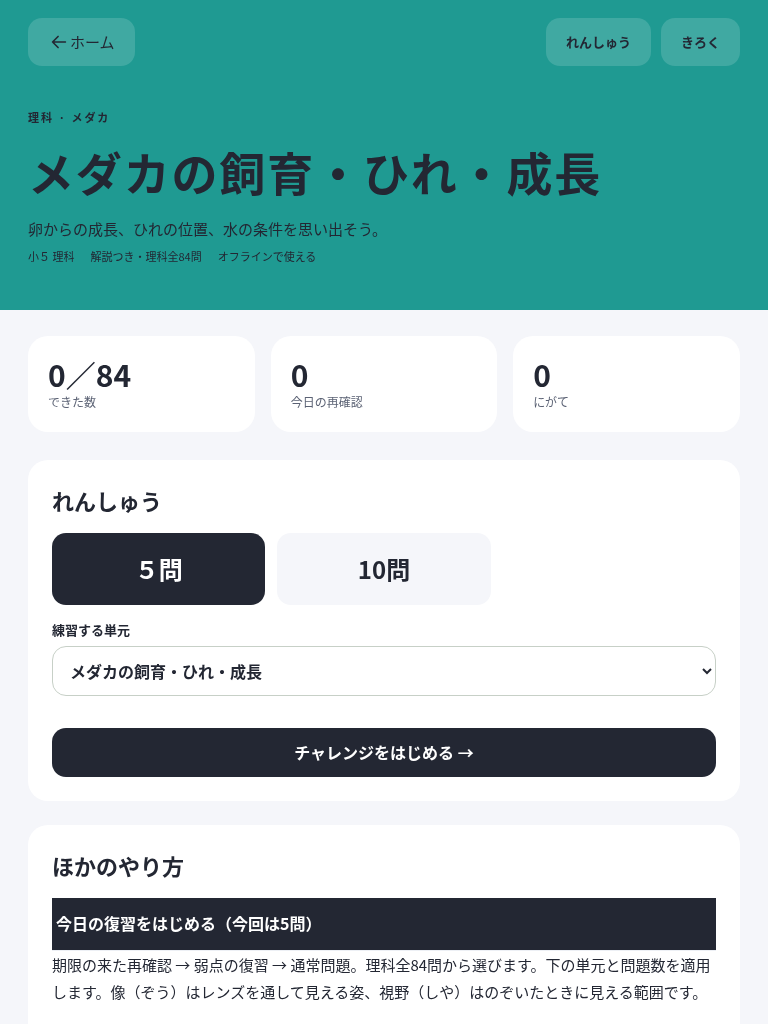 ← ホーム
れんしゅう
きろく
理科 · メダカ
メダカの飼育・ひれ・成長
卵からの成長、ひれの位置、水の条件を思い出そう。
小５ 理科 解説つき・理科全84問 オフラインで使える
0／84
できた数
0
今日の再確認
0
にがて
れんしゅう
５問
10問
練習する単元
メダカの飼育・ひれ・成長
チャレンジをはじめる →
ほかのやり方
今日の復習をはじめる（今回は5問）
期限の来た再確認 → 弱点の復習 → 通常問題。理科全84問から選びます。下の単元と問題数を適用
します。像（ぞう）はレンズを通して見える姿、視野（しや）はのぞいたときに見える範囲です。